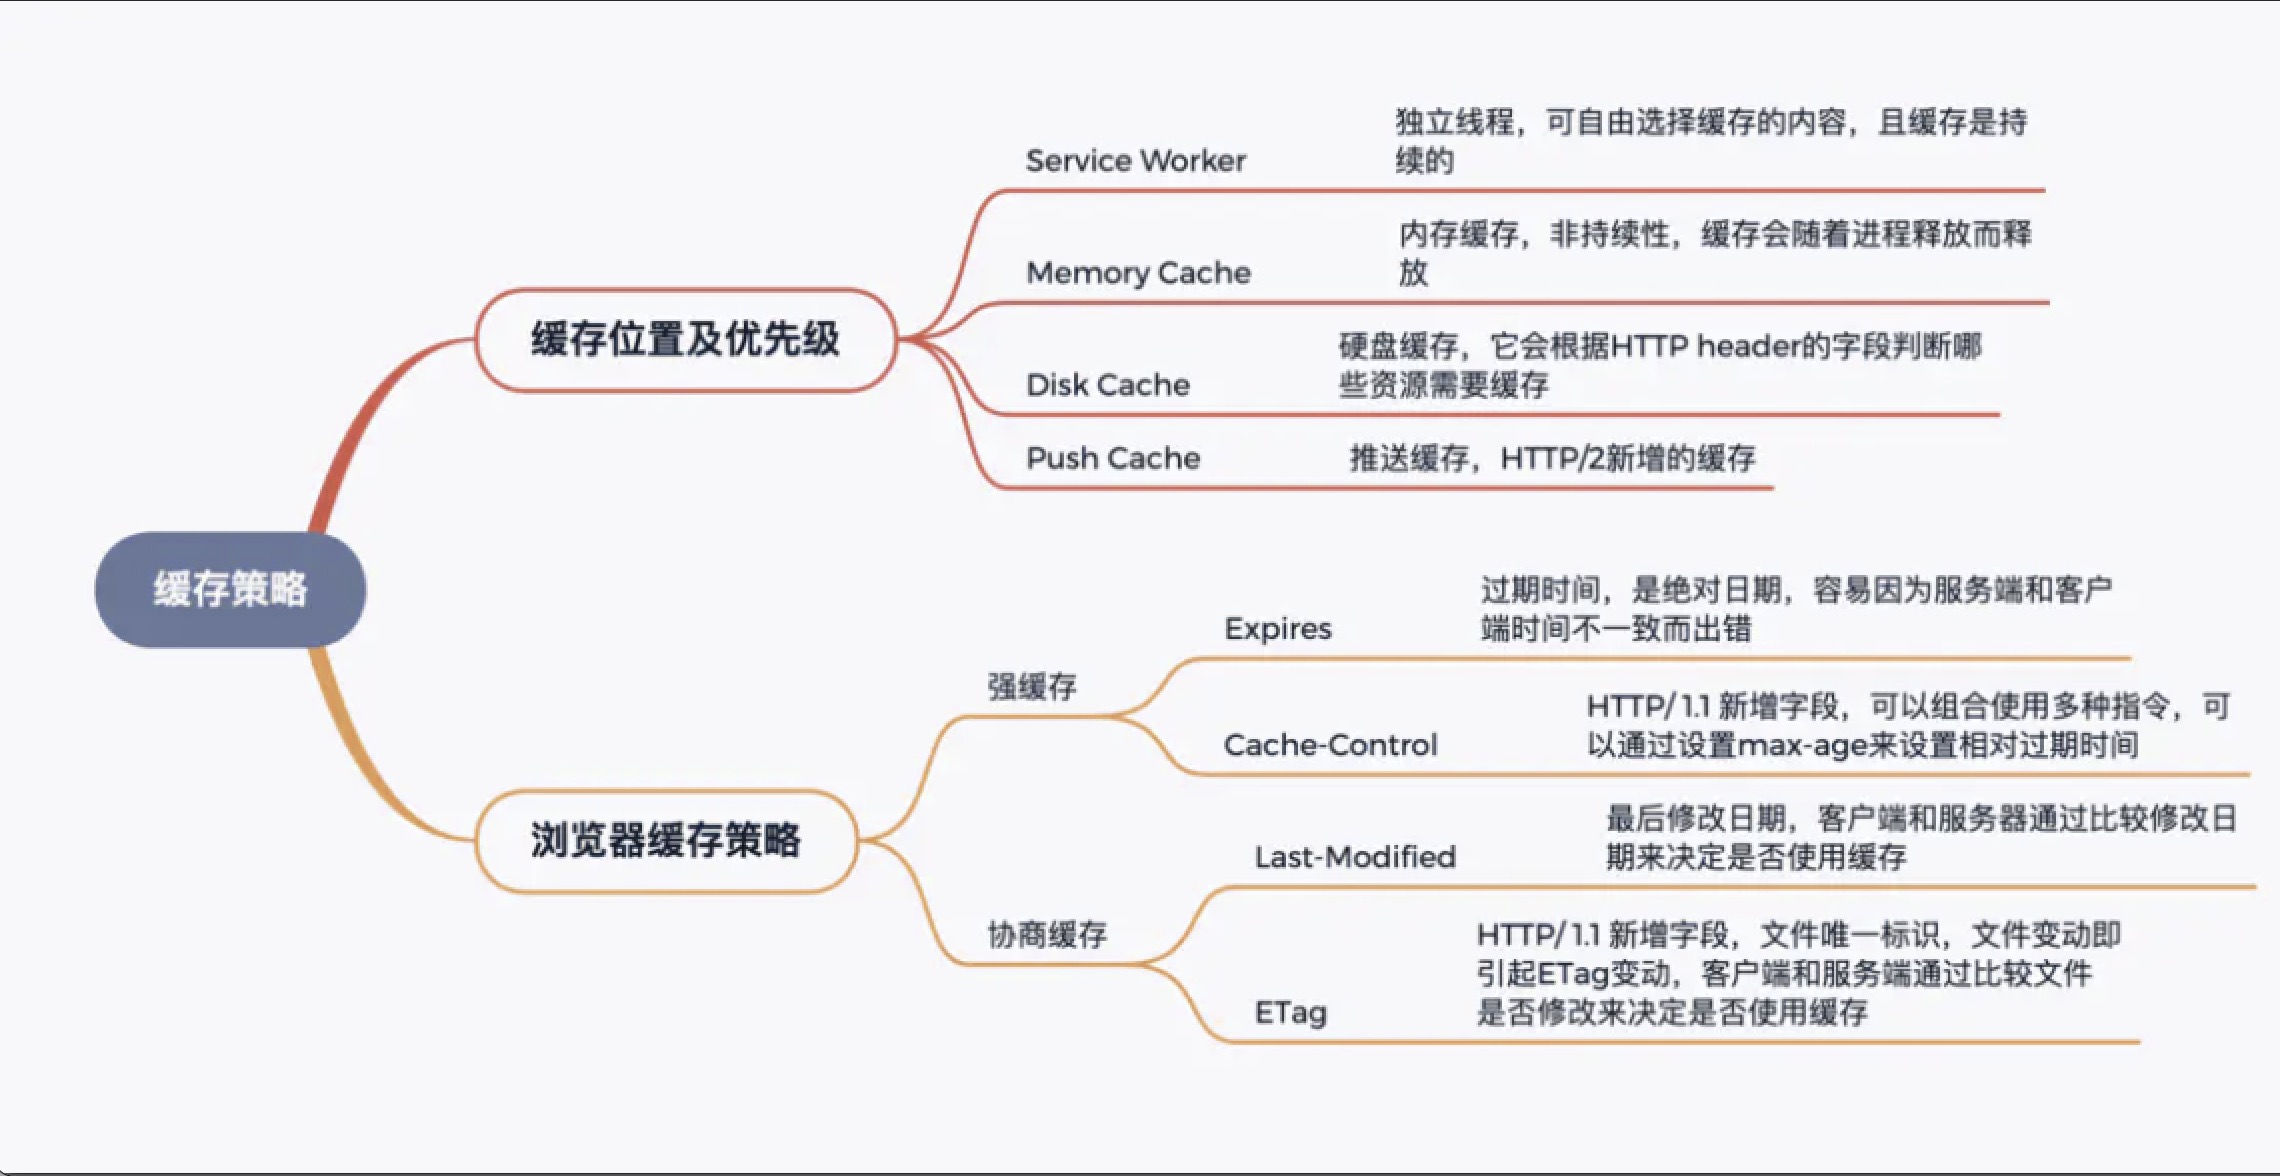 缓存策略
缓存位置及优先级
Service Worker
独立线程，可自由选择缓存的内容，且缓存是持
续的
Memory Cache
内存缓存，非持续性，缓存会随着进程释放而释
放
Disk Cache
硬盘缓存，它会根据HTTP header的字段判断哪
些资源需要缓存
Push Cache
推送缓存，HTTP/2新增的缓存
浏览器缓存策略
强缓存
Expires
过期时间，是绝对日期，容易因为服务端和客户
端时间不一致而出错
Cache-Control
HTTP/ 1.1 新增字段，可以组合使用多种指令，可
以通过设置max-age来设置相对过期时间
协商缓存
Last-Modified
最后修改日期，客户端和服务器通过比较修改日
期来决定是否使用缓存
ETag
HTTP/ 1.1 新增字段，文件唯一标识，文件变动即
引起ETag变动，客户端和服务端通过比较文件
是否修改来决定是否使用缓存